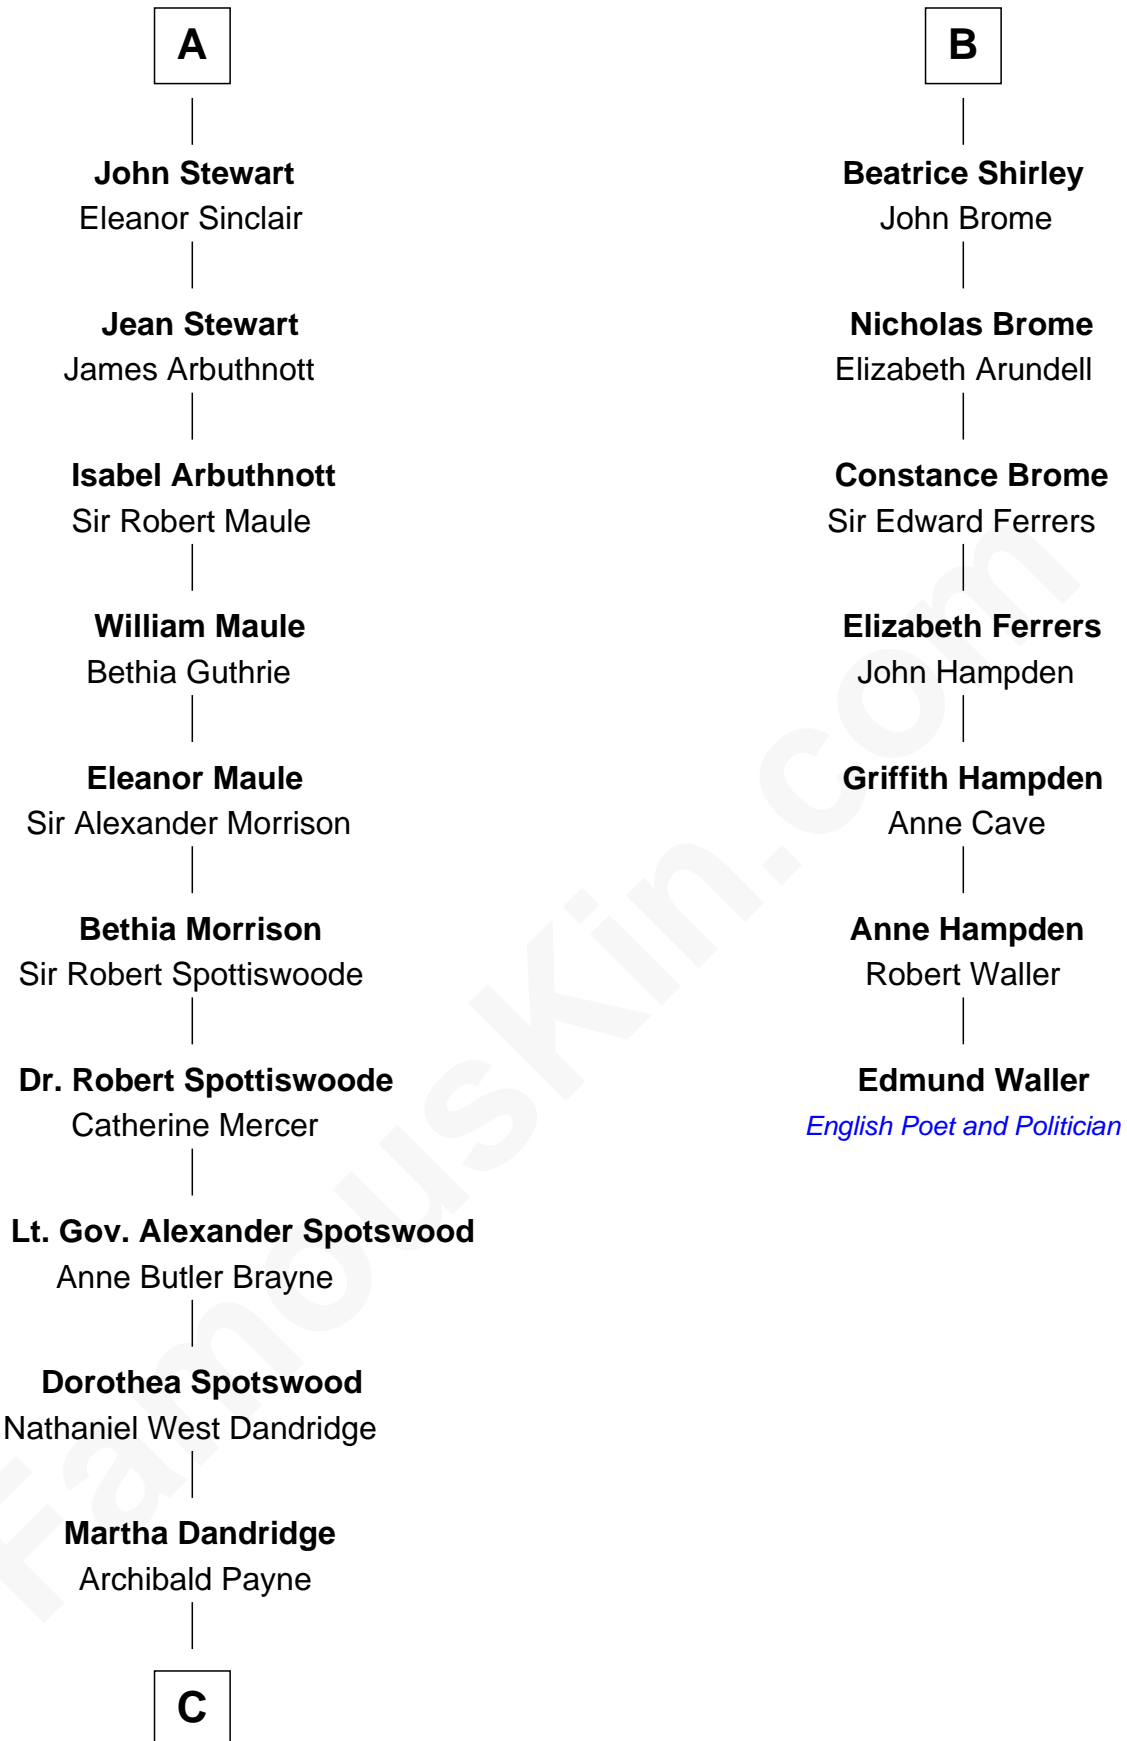 A
John Stewart
Eleanor Sinclair
Jean Stewart
James Arbuthnott
Isabel Arbuthnott
Sir Robert Maule
William Maule
Bethia Guthrie
Eleanor Maule
Sir Alexander Morrison
Bethia Morrison
Sir Robert Spottiswoode
Dr. Robert Spottiswoode
Catherine Mercer
Lt. Gov. Alexander Spotswood
Anne Butler Brayne
Dorothea Spotswood
Nathaniel West Dandridge
Martha Dandridge
Archibald Payne
C
B
Beatrice Shirley
John Brome
Nicholas Brome
Elizabeth Arundell
Constance Brome
Sir Edward Ferrers
Elizabeth Ferrers
John Hampden
Griffith Hampden
Anne Cave
Anne Hampden
Robert Waller
Edmund Waller
English Poet and Politician
FamousKin.com